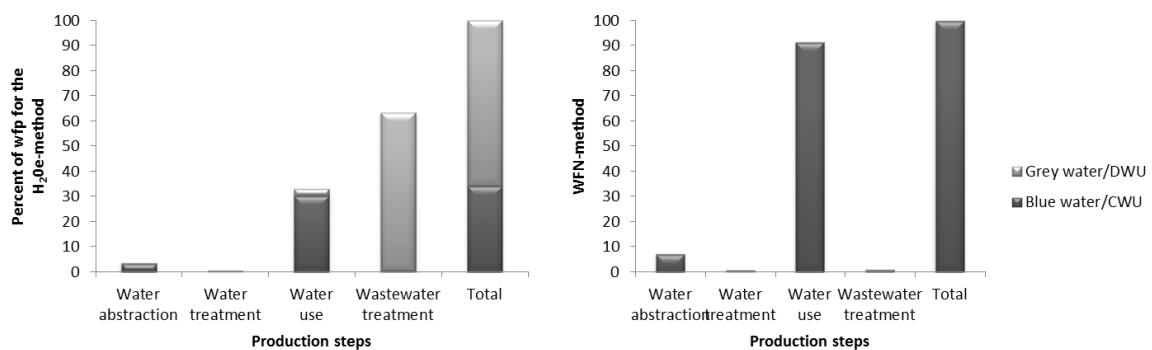 Percent of wfp for the
H₂0e-method
100
90
80
70
60
50
40
30
20
10
0
Water
abstraction
Water
treatment
Water
use
Wastewater
treatment
Total
Production steps
WFN-method
100
90
80
70
60
50
40
30
20
10
0
Water
abstraction
Water
treatment
Water
use
Wastewater
treatment
Total
Production steps
Grey water/DWU
Blue water/CWU